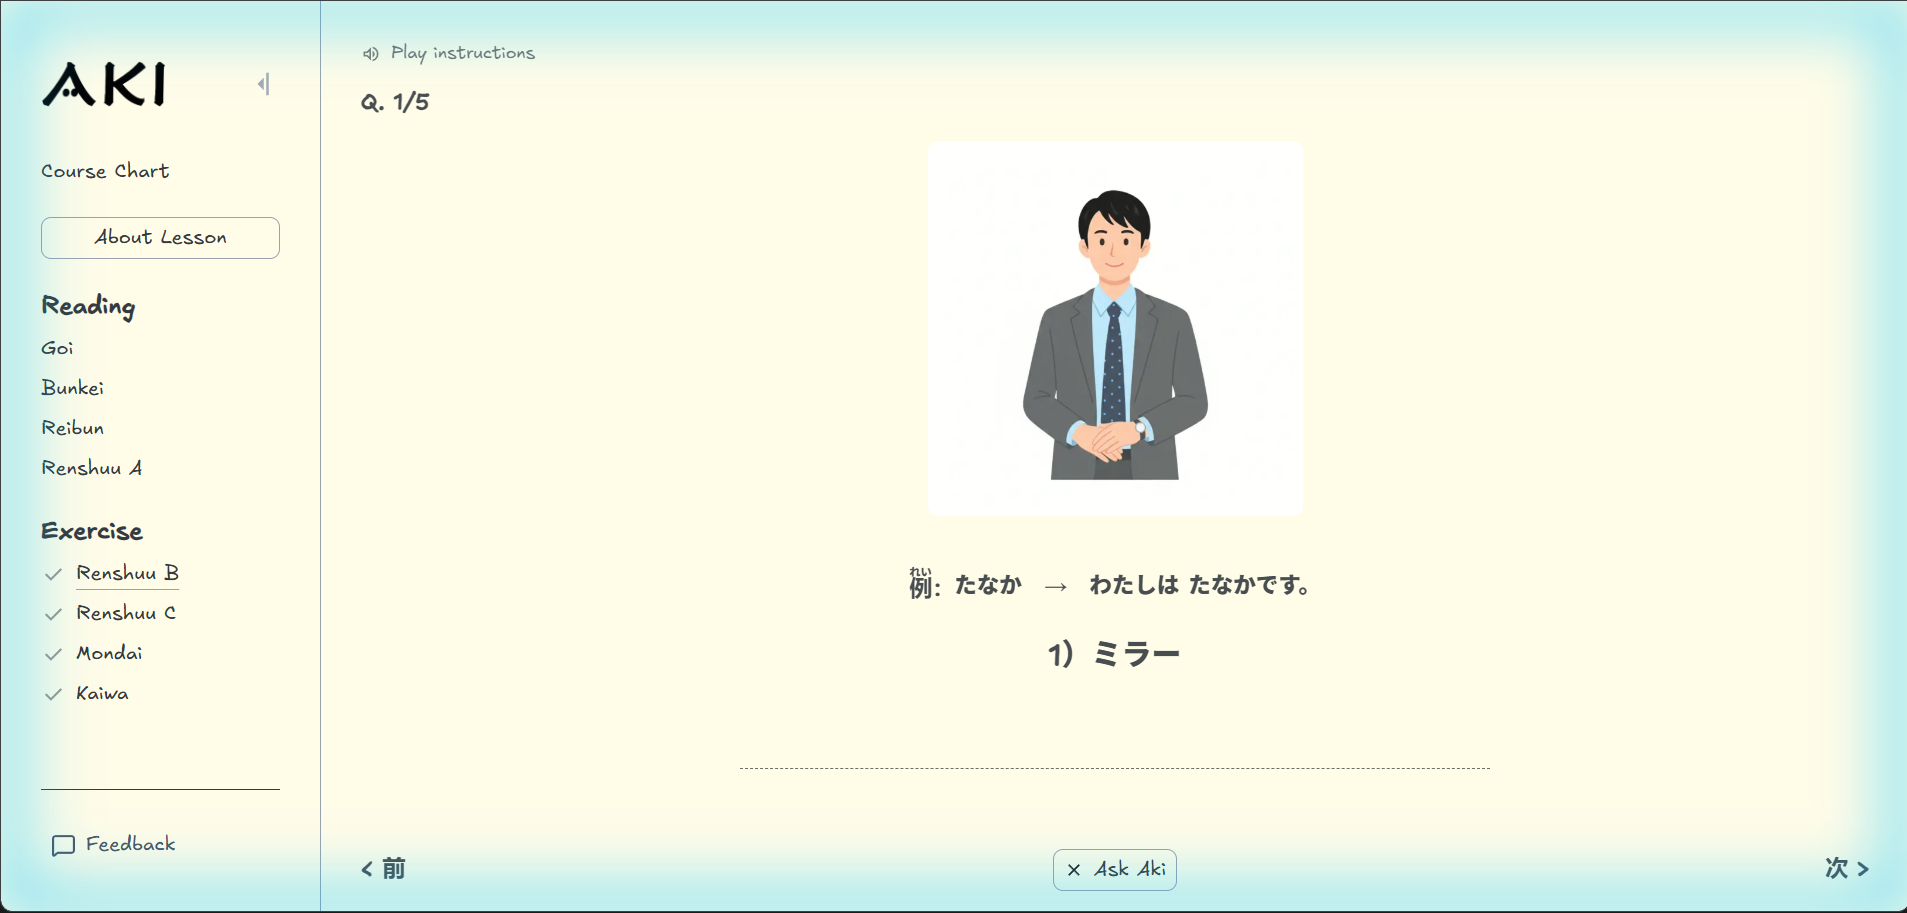 AKI
Course Chart
About Lesson
Reading
Goi
Bunkei
Reibun
Renshuu A
Exercise
Renshuu B
Renshuu C
Mondai
Kaiwa
Feedback
Play instructions
Q. 1/5
れい
例: たなか → わたしは たなかです。
1) ミラー
< 前
× Ask Aki
次 >